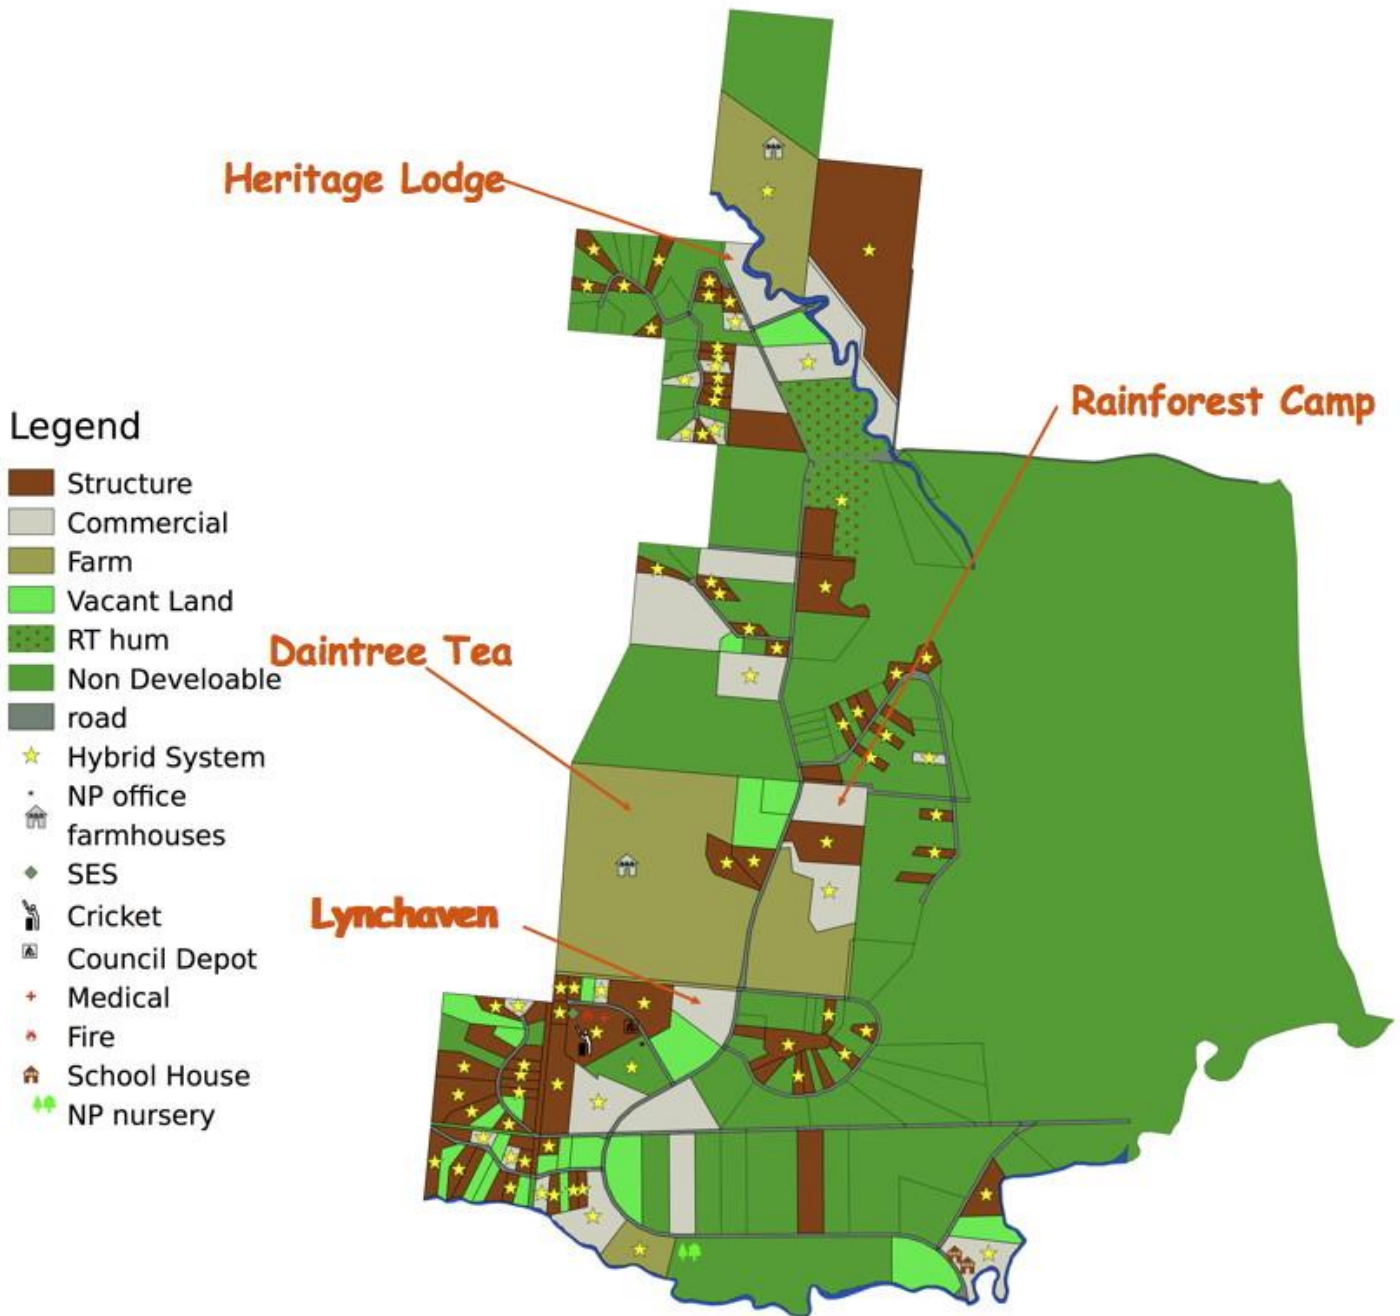 Heritage Lodge
Rainforest Camp
Legend
Structure
Commercial
Farm
Vacant Land
RT hum
Daintree Tea
Non Develoable
road
Hybrid System
NP office
farmhouses
SES
Lynchaven
Cricket
Council Depot
Medical
Fire
School House
NP nursery